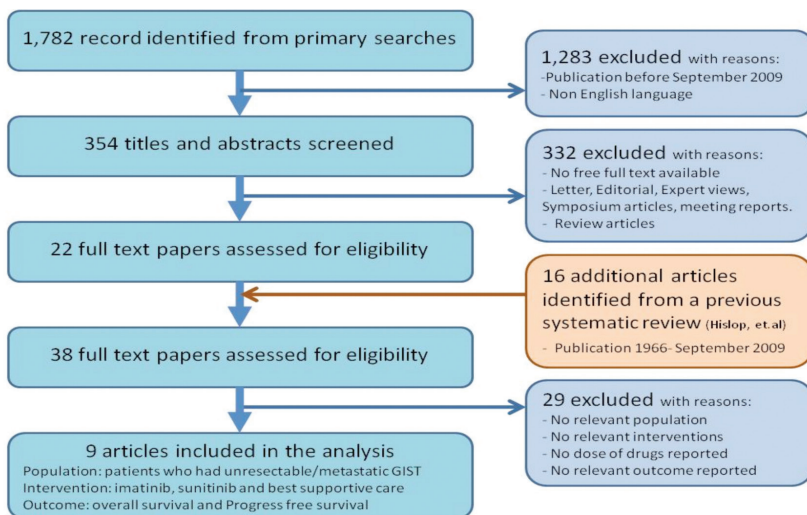 1,782 record identified from primary searches
1,283 excluded with reasons:
-Publication before September 2009
- Non English language
354 titles and abstracts screened
332 excluded with reasons:
- No free full text available
- Letter, Editorial, Expert views,
Symposium articles, meeting reports.
- Review articles
22 full text papers assessed for eligibility
16 additional articles
identified from a previous
systematic review (Hislop, et.al)
- Publication 1966- September 2009
38 full text papers assessed for eligibility
29 excluded with reasons:
- No relevant population
- No relevant interventions
- No dose of drugs reported
- No relevant outcome reported
9 articles included in the analysis
Population: patients who had unresectable/metastatic GIST
Intervention: imatinib, sunitinib and best supportive care
Outcome: overall survival and Progress free survival